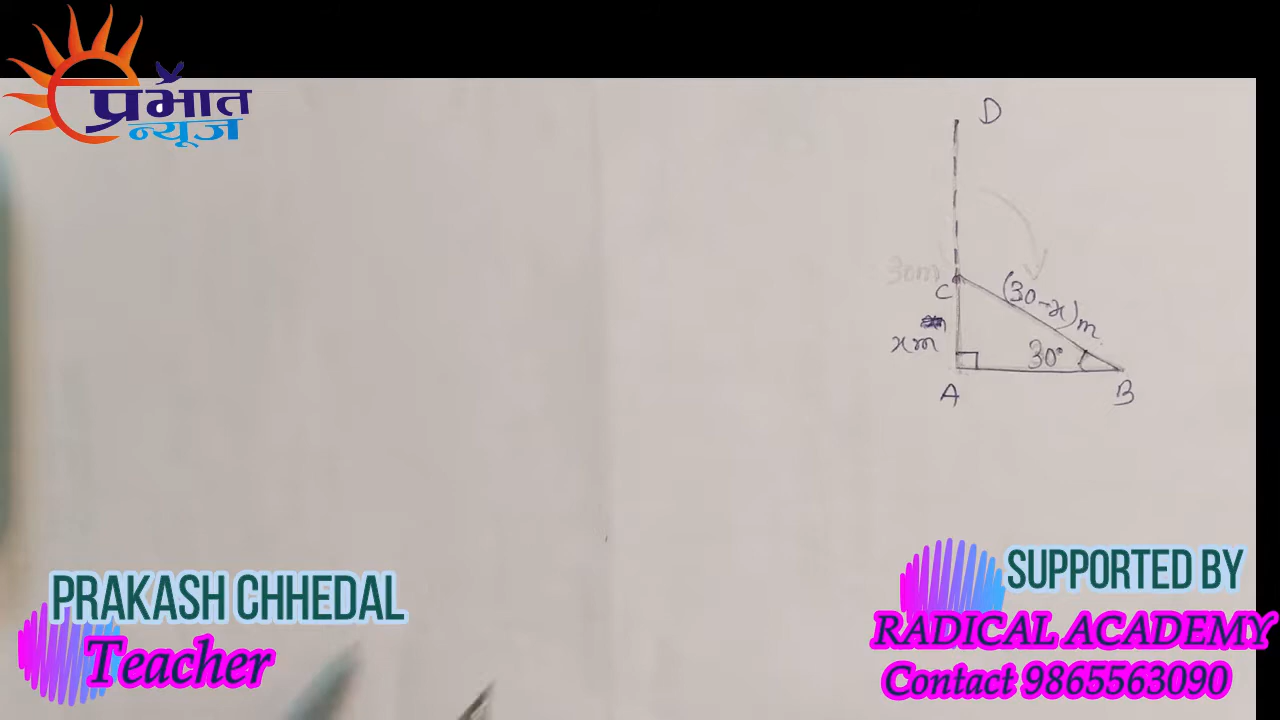 प्रभात
न्यूज
D
30m
C
(30-x)m
xm
30°
A
B
PRAKASH CHHEDAL
Teacher
SUPPORTED BY
RADICAL ACADEMY
Contact 9865563090